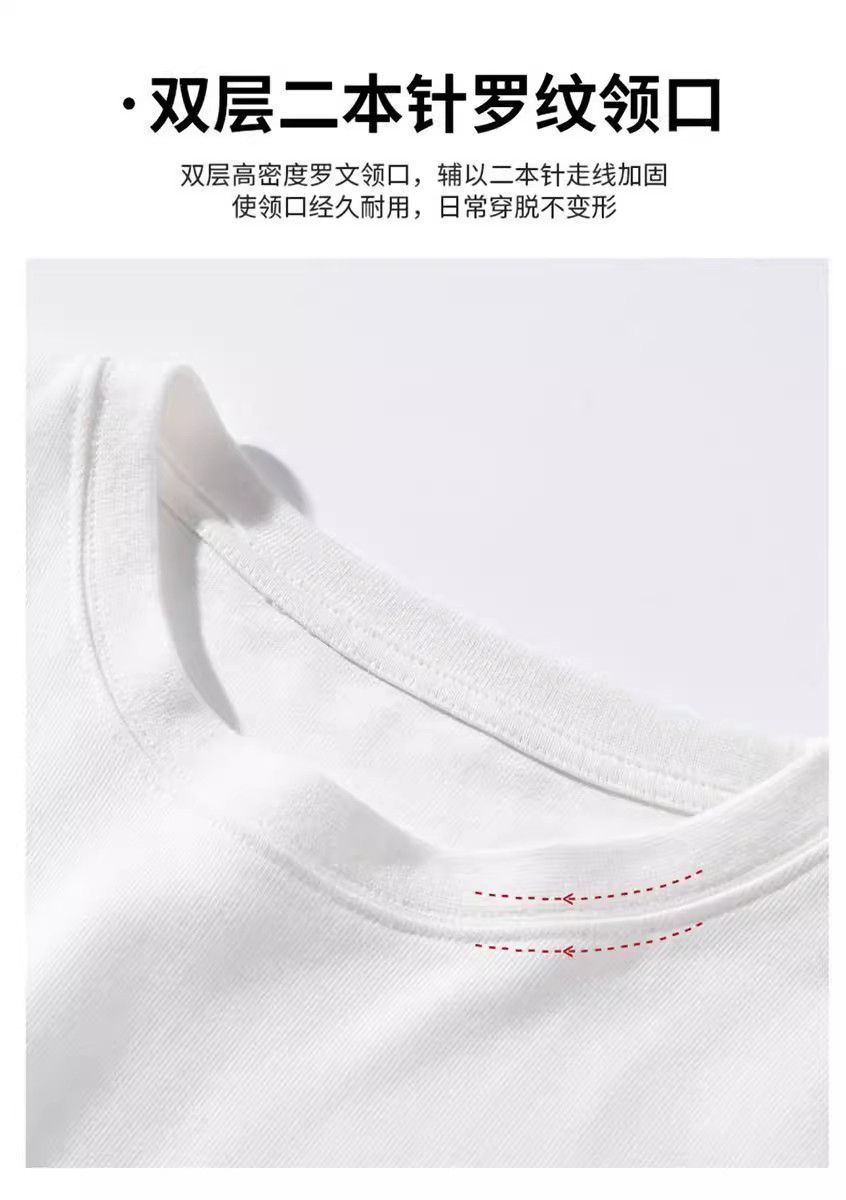 ·双层二本针罗纹领口
双层高密度罗文领口，辅以二本针走线加固
使领口经久耐用，日常穿脱不变形